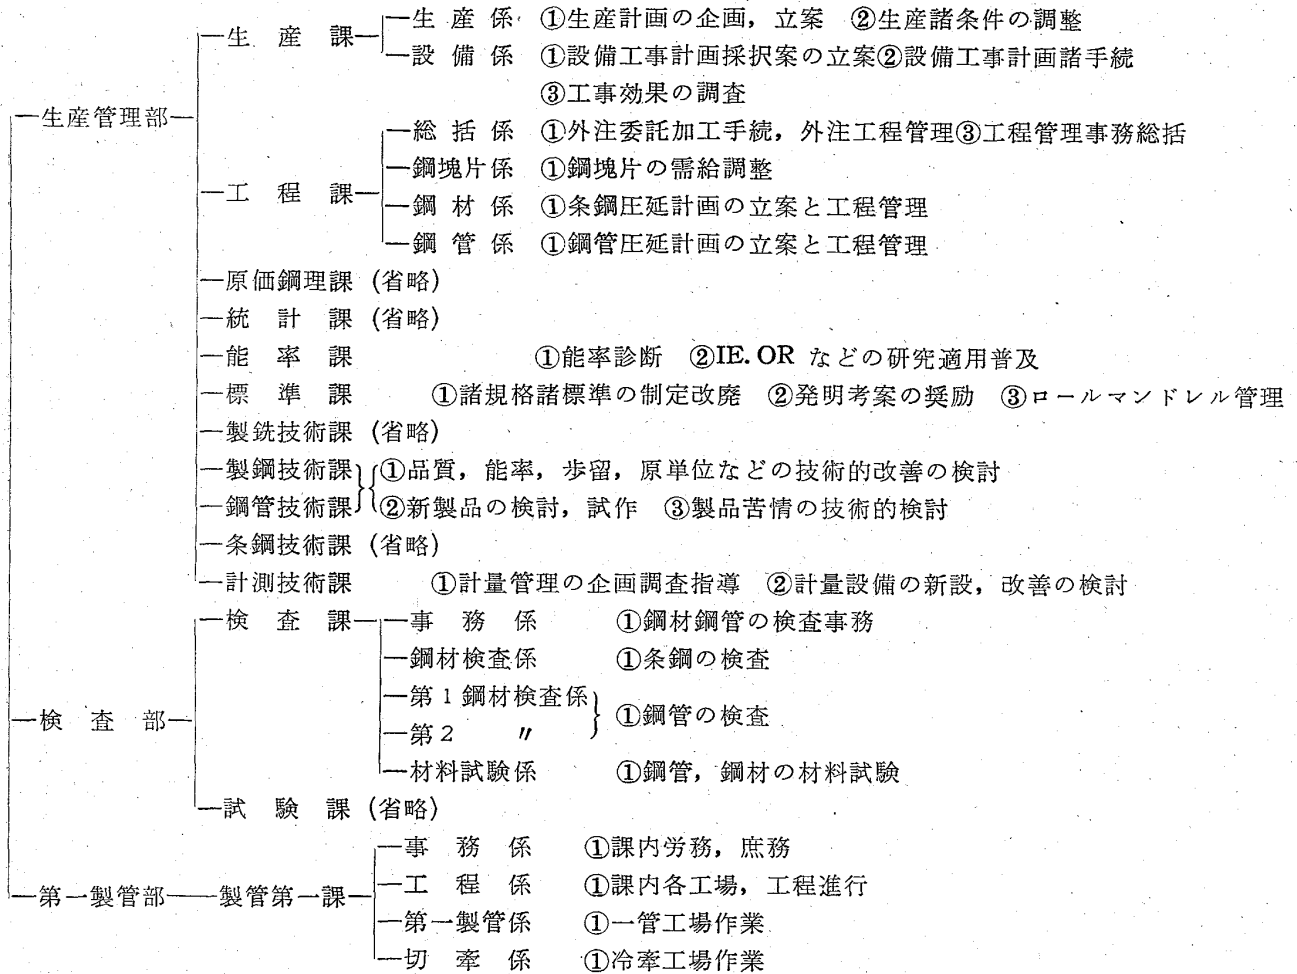 生産課 生産係 ①生産計画の企画，立案 ②生産諸条件の調整
設備係 ①設備工事計画採択案の立案②設備工事計画諸手続
③工事効果の調査
生産管理部
総括係 ①外注委託加工手続，外注工程管理③工程管理事務総括
鋼塊片係 ①鋼塊片の需給調整
工程課
鋼材係 ①条鋼圧延計画の立案と工程管理
鋼管係 ①鋼管圧延計画の立案と工程管理
原価鋼理課 (省略)
統計課 (省略)
能率課 ①能率診断 ②IE.OR などの研究適用普及
標準課 ①諸規格諸標準の制定改廃 ②発明考案の奨励 ③ロールマンドレル管理
製銑技術課 (省略)
製鋼技術課 ①品質，能率，歩留，原単位などの技術的改善の検討
鋼管技術課 ②新製品の検討，試作 ③製品苦情の技術的検討
条鋼技術課 (省略)
計測技術課 ①計量管理の企画調査指導 ②計量設備の新設，改善の検討
検査課 事務係 ①鋼材鋼管の検査事務
鋼材検査係 ①条鋼の検査
第1鋼材検査係
検査部 ①鋼管の検査
第2 〃
材料試験係 ①鋼管，鋼材の材料試験
試験課 (省略)
事務係 ①課内労務，庶務
第一製管部 製管第一課 工程係 ①課内各工場，工程進行
第一製管係 ①一管工場作業
切牽係 ①冷牽工場作業